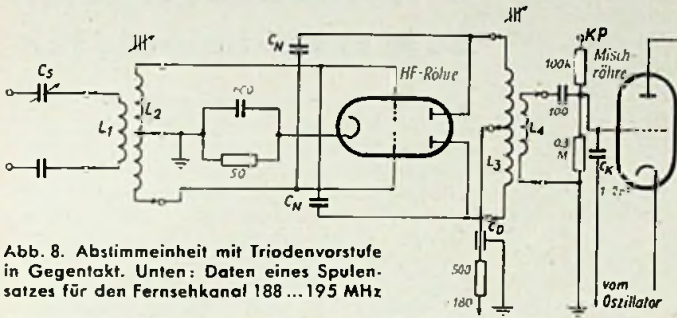 C_S
L_1
L_2
50
C_N
C_N
HF-Röhre
L_3
L_4
C_D
500
180
KP
100k
Misch-
röhre
100
0,3
M
C_K
vom
Oszillator
Abb. 8. Abstimmeinheit mit Triodenvorstufe
in Gegentakt. Unten: Daten eines Spulen-
satzes für den Fernsehkanal 188 ... 195 MHz